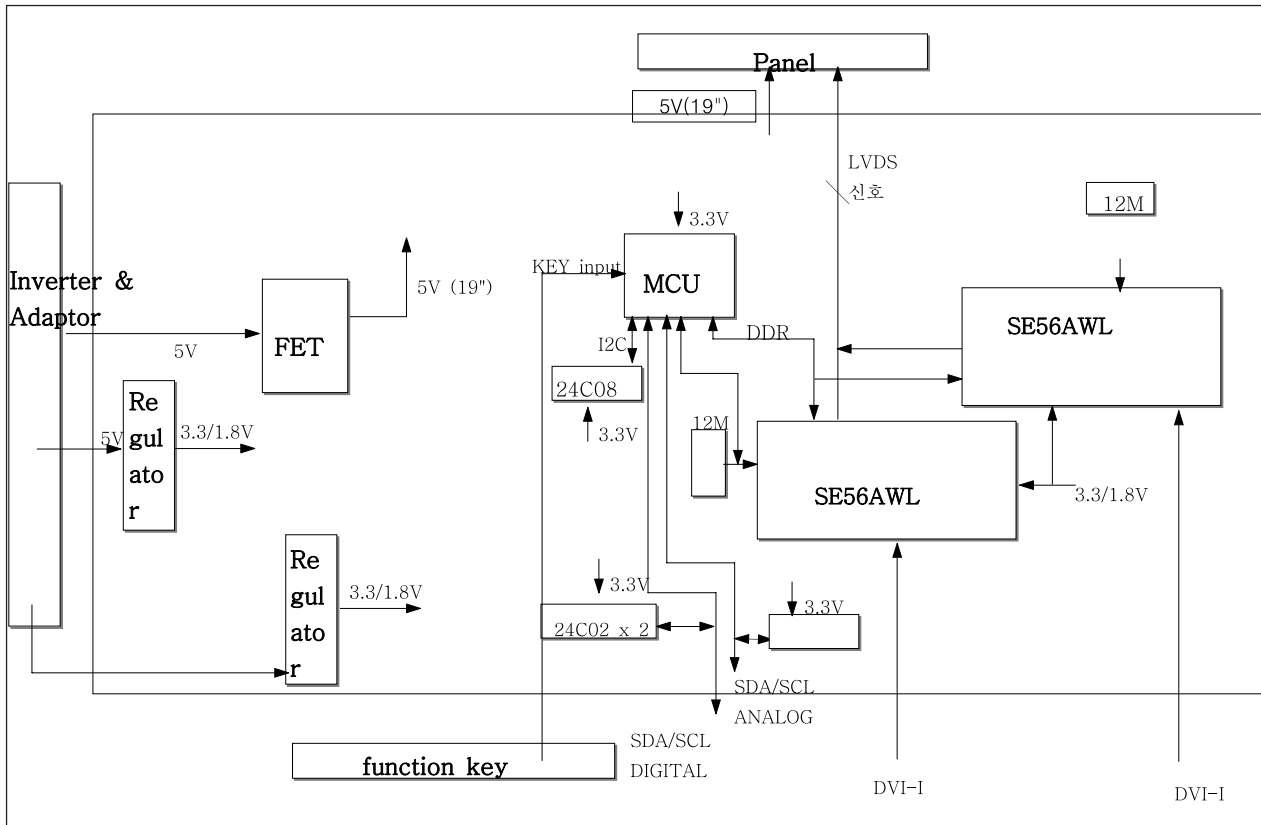 Panel
5V(19")
LVDS
신호
12M
3.3V
KEY input
MCU
Inverter &
Adaptor
5V (19")
FET
5V
SE56AWL
I2C
DDR
24C08
3.3V
12M
Re
gul
ato
r
5V
3.3/1.8V
SE56AWL
3.3/1.8V
Re
gul
ato
r
3.3/1.8V
3.3V
24C02 x 2
3.3V
SDA/SCL
ANALOG
SDA/SCL
DIGITAL
function key
DVI-I
DVI-I